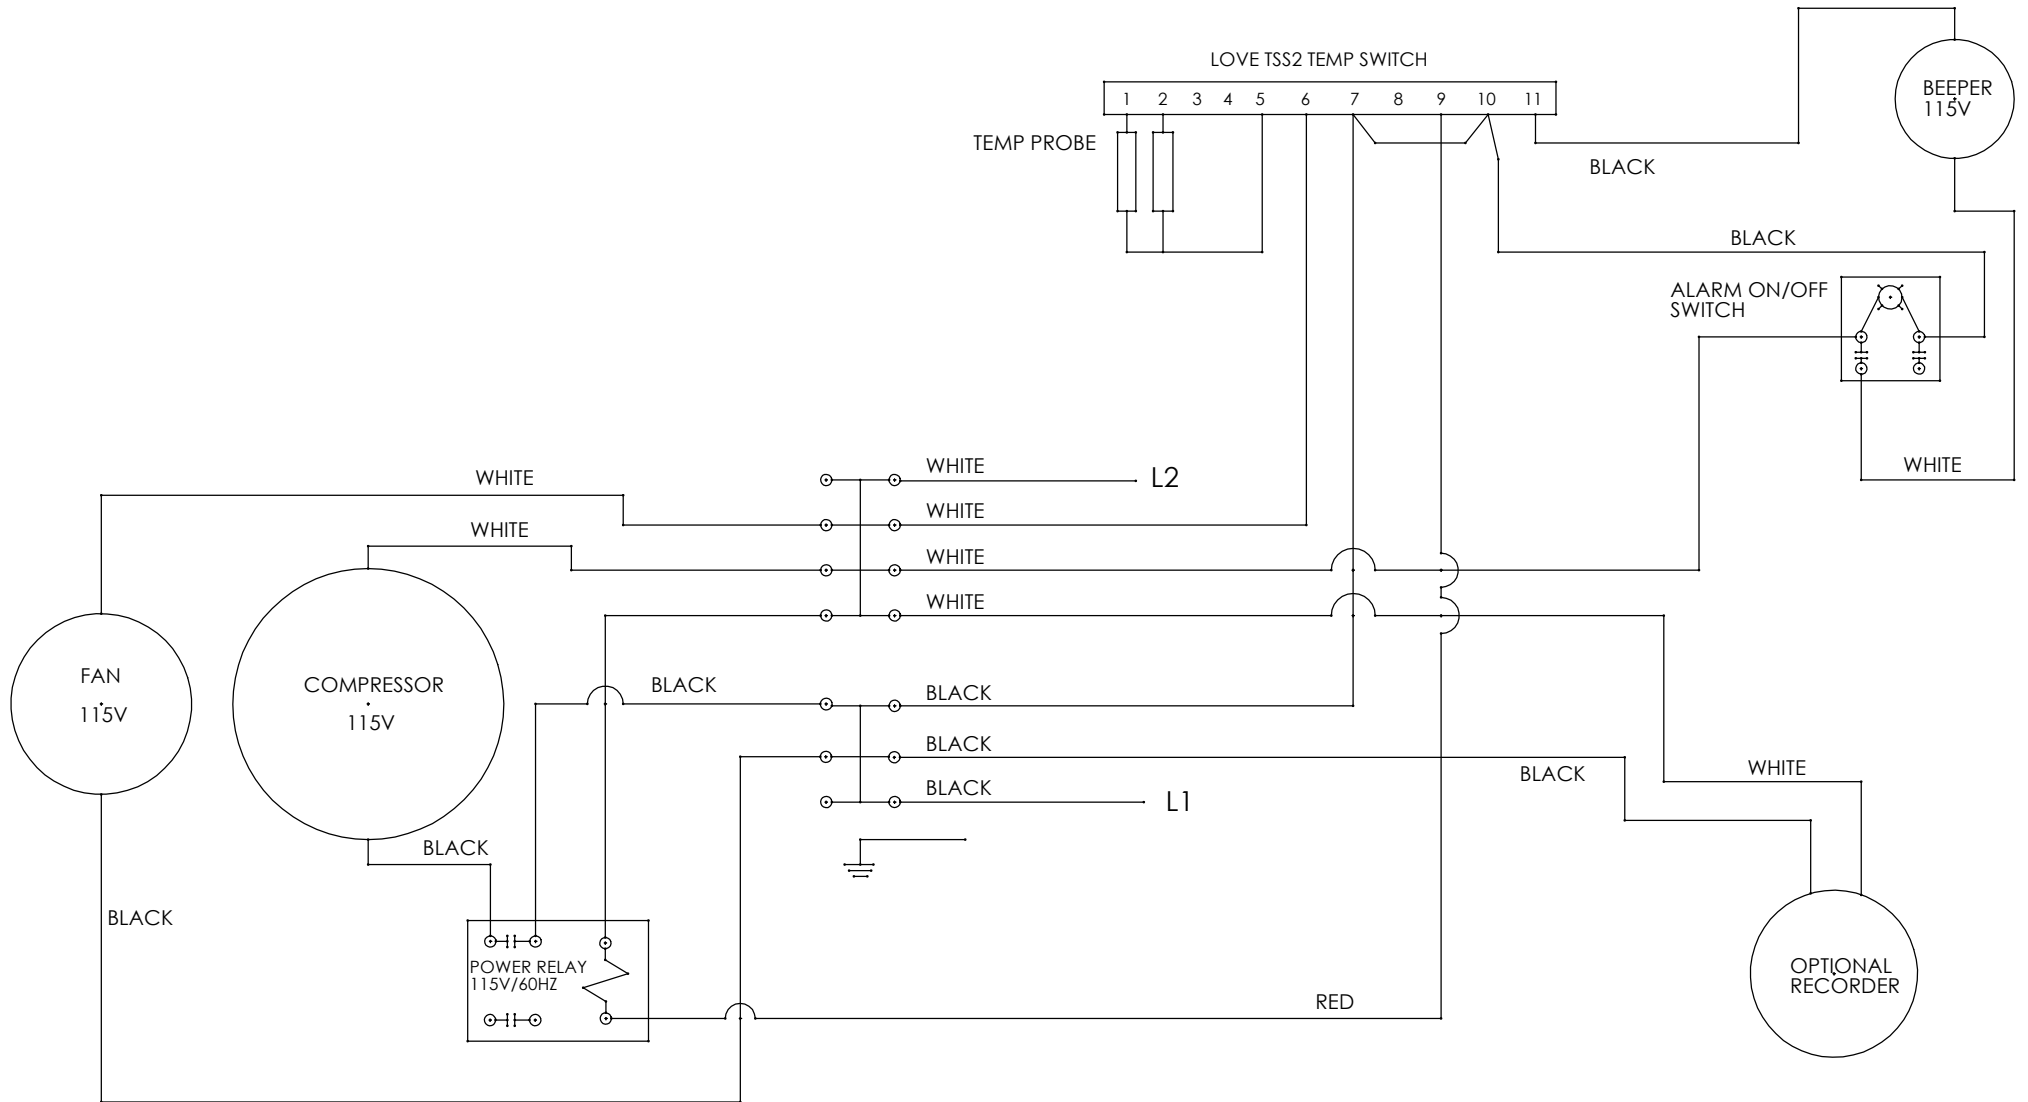 LOVE TSS2 TEMP SWITCH
1 2 3 4 5 6 7 8 9 10 11
BEEPER
115V
TEMP PROBE
BLACK
BLACK
ALARM ON/OFF
SWITCH
WHITE
WHITE
L2
WHITE
WHITE
WHITE
WHITE
WHITE
FAN
115V
COMPRESSOR
115V
BLACK
BLACK
BLACK
BLACK
WHITE
BLACK
L1
BLACK
BLACK
POWER RELAY
115V/60HZ
OPTIONAL
RECORDER
RED